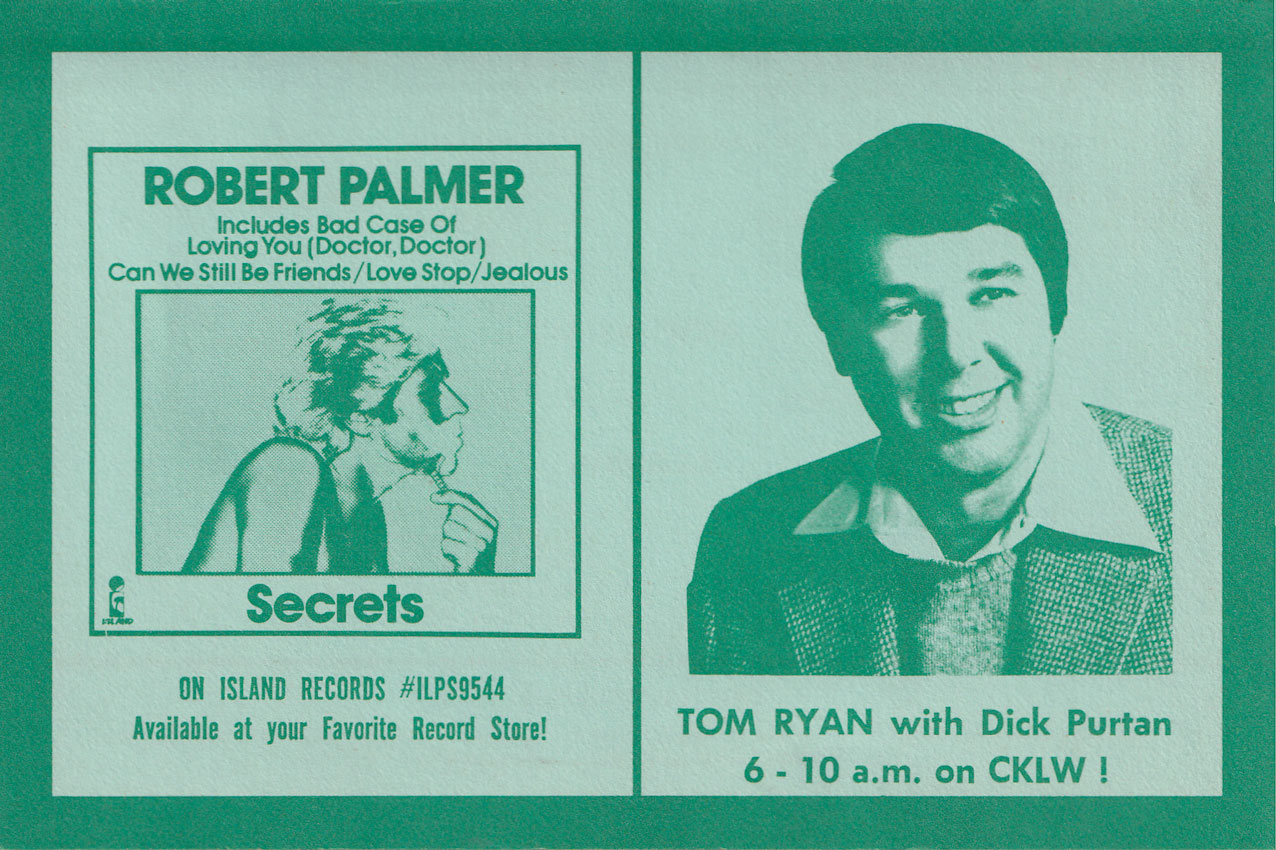 ROBERT PALMER
Includes Bad Case Of
Loving You (Doctor, Doctor)
Can We Still Be Friends/Love Stop/Jealous
Secrets
ISLAND
ON ISLAND RECORDS #ILPS9544
Available at your Favorite Record Store!
TOM RYAN with Dick Purtan
6 - 10 a.m. on CKLW !